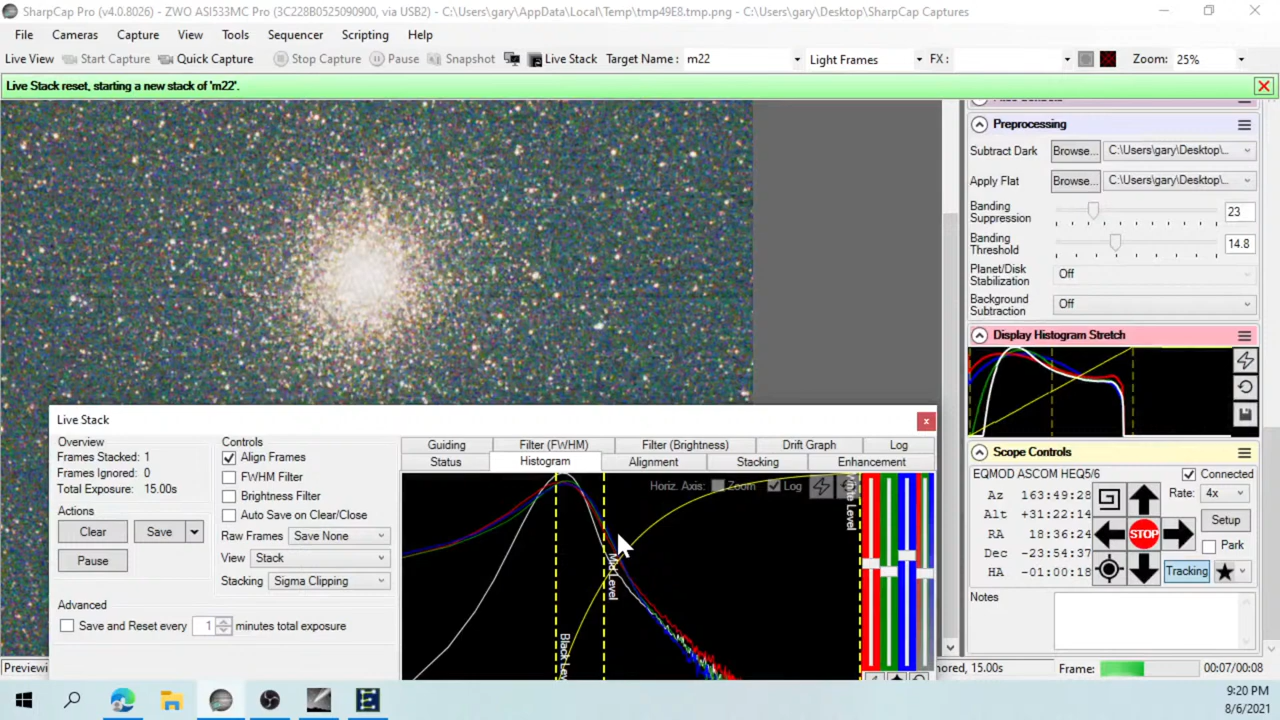 SharpCap Pro (v4.0.8026) - ZWO ASI533MC Pro (3C228B0525090900, via USB2) - C:\Users\gary\AppData\Local\Temp\tmp49E8.tmp.png - C:\Users\gary\Desktop\SharpCap Captures
File Cameras Capture View Tools Sequencer Scripting Help
Live View Start Capture Quick Capture Stop Capture Pause Snapshot Live Stack Target Name : m22 Light Frames FX : Zoom: 25%
Live Stack reset, starting a new stack of 'm22'.
Preprocessing
Subtract Dark Browse... C:\Users\gary\Desktop\...
Apply Flat Browse... C:\Users\gary\Desktop\...
Banding
Suppression
23
Banding
Threshold
14.8
Planet/Disk
Stabilization
Off
Background
Subtraction
Off
Display Histogram Stretch
Scope Controls
EQMOD ASCOM HEQ5/6 Connected
Az 163:49:28
Alt +31:22:14
RA 18:36:24
Dec -23:54:37
HA -01:00:18
STOP
Rate: 4x
Setup
Park
Tracking
Notes
Live Stack
Overview
Frames Stacked: 1
Frames Ignored: 0
Total Exposure: 15.00s
Actions
Clear Save
Pause
Controls
Align Frames
FWHM Filter
Brightness Filter
Auto Save on Clear/Close
Raw Frames Save None
View Stack
Stacking Sigma Clipping
Advanced
Save and Reset every 1 minutes total exposure
Guiding Filter (FWHM) Filter (Brightness) Drift Graph Log
Status Histogram Alignment Stacking Enhancement
Horiz. Axis: Zoom Log
White Level
Mid Level
Black Lev
Previewi
nored, 15.00s Frame: 00:07/00:08
9:20 PM
8/6/2021